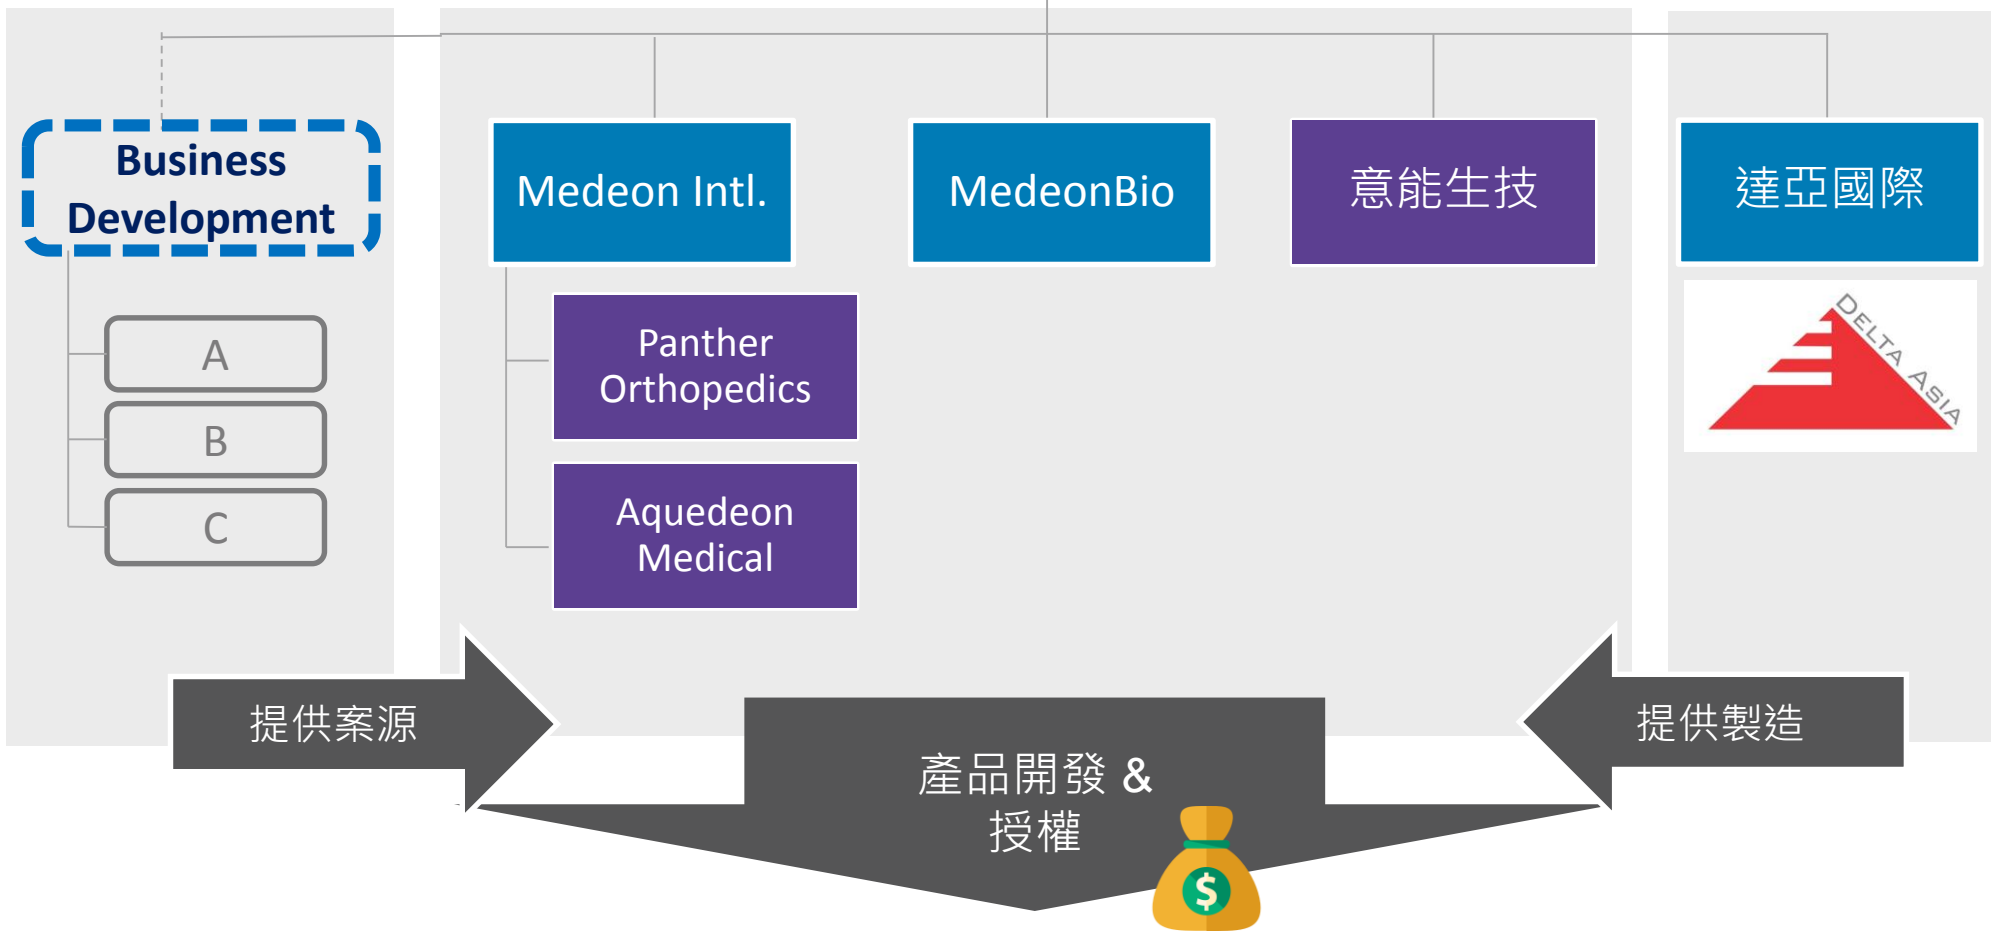 Business
Development
A
B
C
Medeon Intl.
Panther
Orthopedics
Aquedeon
Medical
MedeonBio
意能生技
達亞國際
DELTA ASIA
提供案源
產品開發 &
授權
$
提供製造